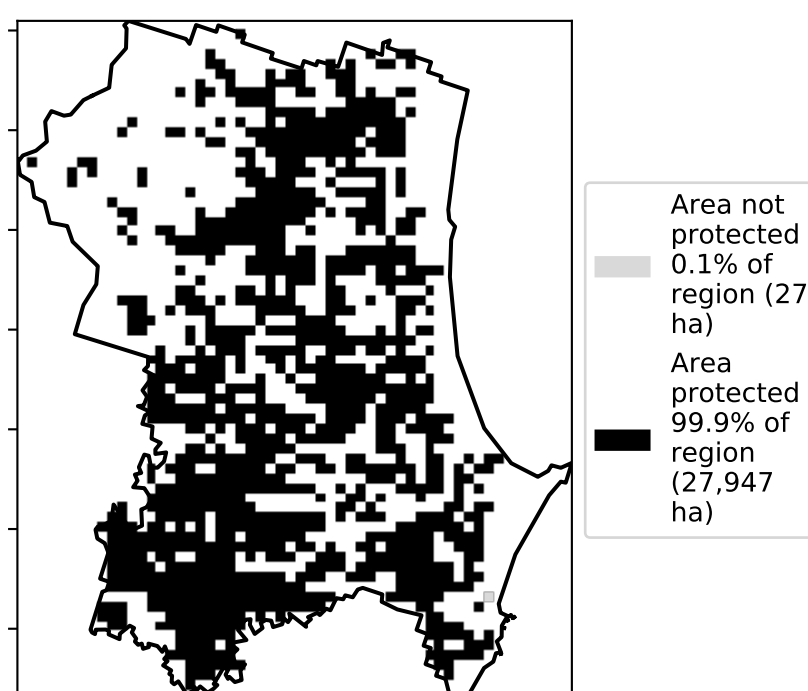 Area not
protected
0.1% of
region (27
ha)
Area
protected
99.9% of
region
(27,947
ha)